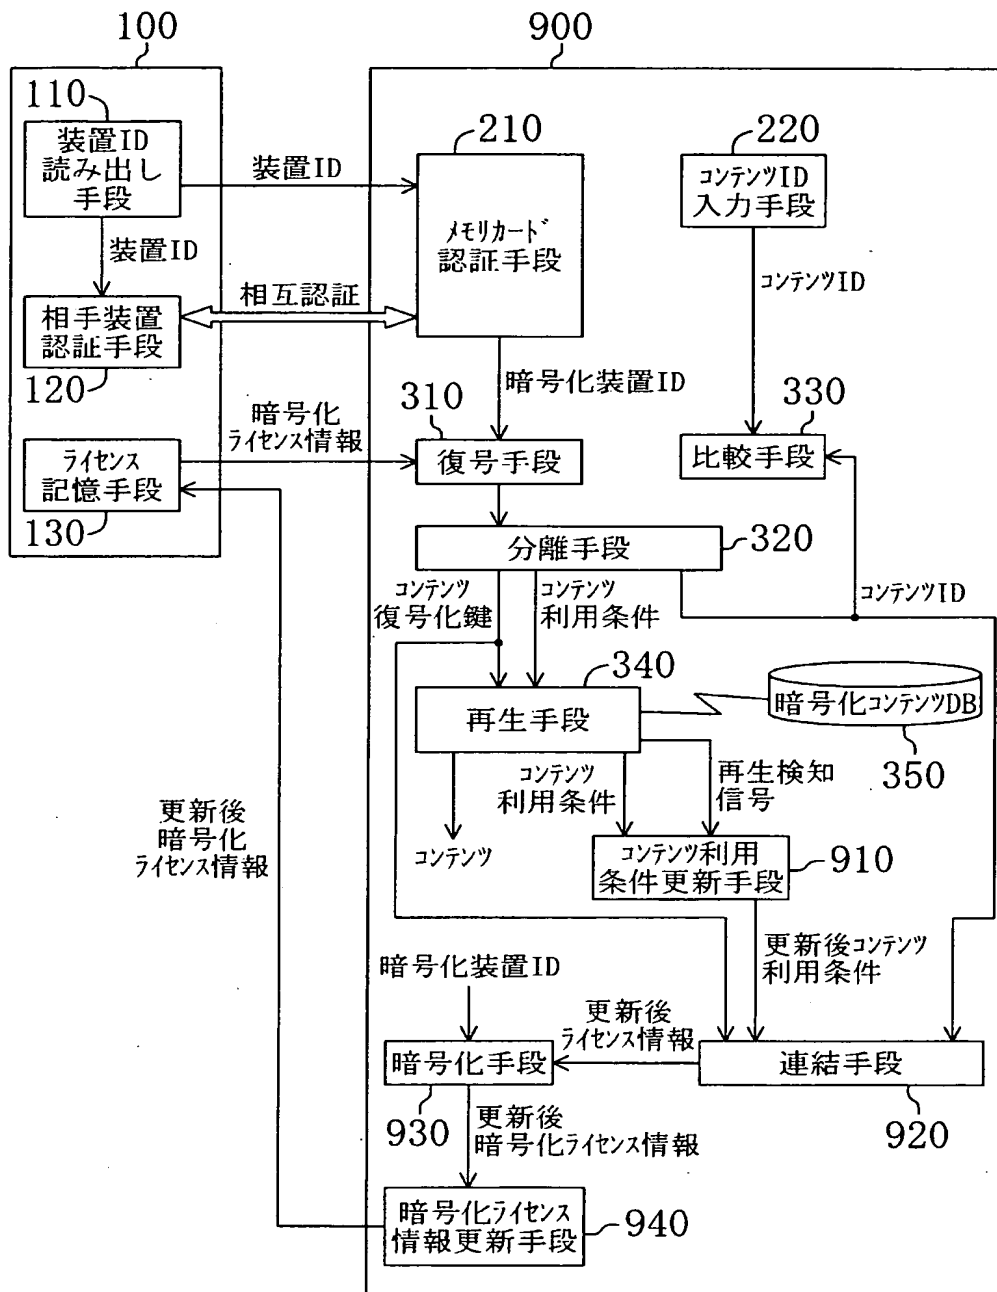 100
900
110
装置ID
読み出し
手段
装置ID
装置ID
相互認証
相手装置
認証手段
120
ライセンス
記憶手段
130
暗号化
ライセンス情報
210
メモリカード
認証手段
暗号化装置ID
220
コンテンツID
入力手段
コンテンツID
310
復号手段
330
比較手段
分離手段
320
コンテンツ
復号化鍵
コンテンツ
利用条件
コンテンツID
340
再生手段
暗号化コンテンツDB
350
コンテンツ
コンテンツ
利用条件
再生検知
信号
コンテンツ利用
条件更新手段
910
更新後
暗号化
ライセンス情報
更新後コンテンツ
利用条件
暗号化装置ID
更新後
ライセンス情報
暗号化手段
930
連結手段
920
更新後
暗号化ライセンス情報
暗号化ライセンス
情報更新手段
940